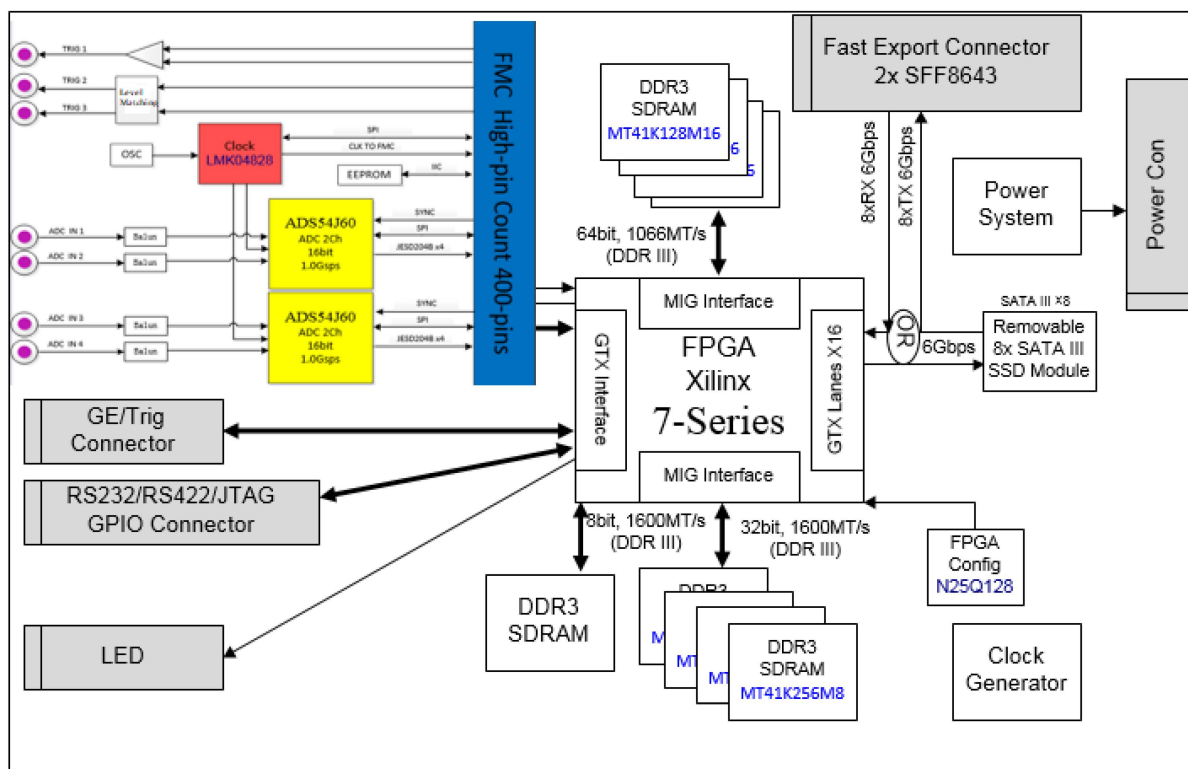 TRIG 1
TRIG 2
TRIG 3
Level
Matching
OSC
Clock
LMK04828
SPI
CLK TO FMC
EEPROM
IIC
ADC IN 1
ADC IN 2
Balun
Balun
ADS54J60
ADC 2Ch
16bit
1.0Gsps
SYNC
SPI
JESD204B x4
ADC IN 3
ADC IN 4
Balun
Balun
ADS54J60
ADC 2Ch
16bit
1.0Gsps
SYNC
SPI
JESD204B x4
FMC High-pin Count 400-pins
DDR3
SDRAM
MT41K128M16
6
6
64bit, 1066MT/s
(DDR III)
Fast Export Connector
2x SFF8643
8xRX 6Gbps
8xTX 6Gbps
Power
System
Power Con
MIG Interface
GTX Interface
FPGA
Xilinx
7-Series
GTX Lanes X16
MIG Interface
OR
6Gbps
SATA III x8
Removable
8x SATA III
SSD Module
GE/Trig
Connector
RS232/RS422/JTAG
GPIO Connector
LED
8bit, 1600MT/s
(DDR III)
32bit, 1600MT/s
(DDR III)
DDR3
SDRAM
DDR3
MT
MT
MT
DDR3
SDRAM
MT41K256M8
FPGA
Config
N25Q128
Clock
Generator